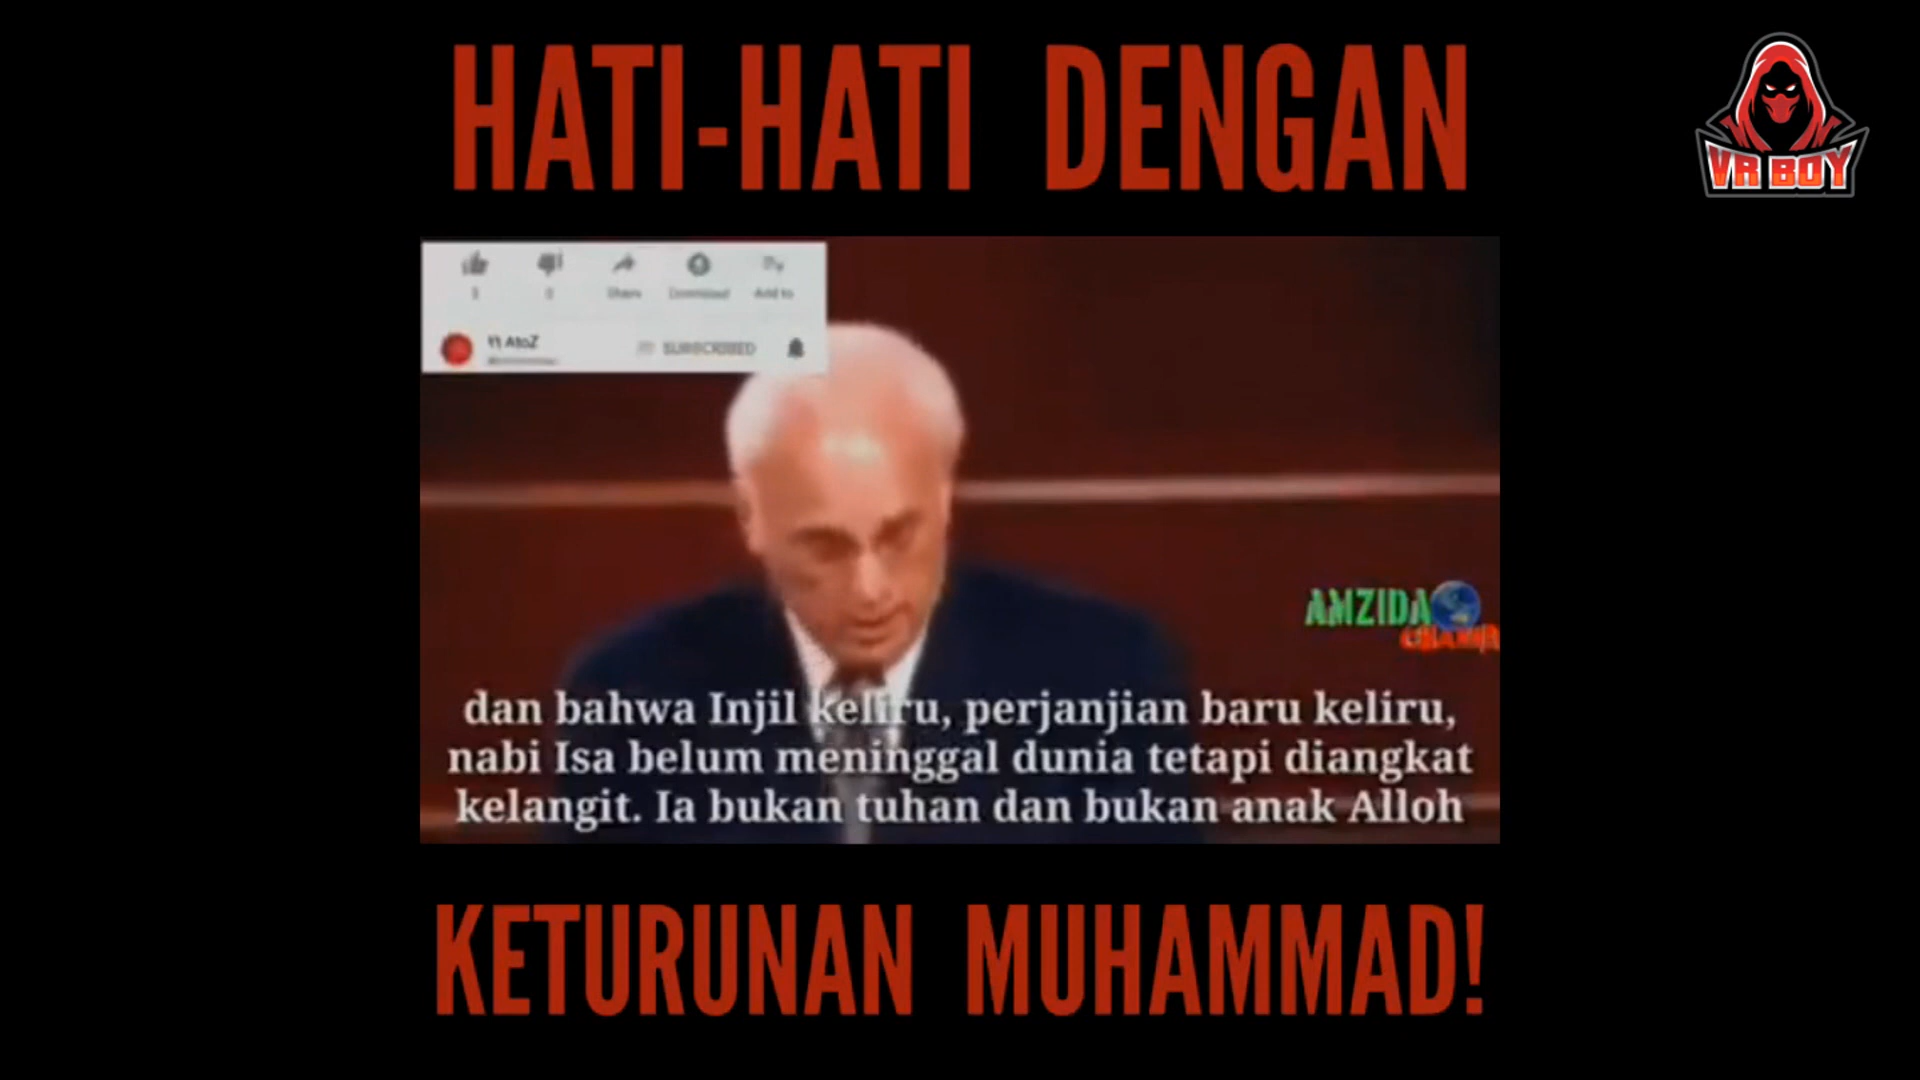 HATI-HATI DENGAN
VR BOY
Share
Download
Add to
AtoZ
SUBSCRIBED
AMZIDA
dan bahwa Injil keliru, perjanjian baru keliru,
nabi Isa belum meninggal dunia tetapi diangkat
kelangit. Ia bukan tuhan dan bukan anak Alloh
KETURUNAN MUHAMMAD!